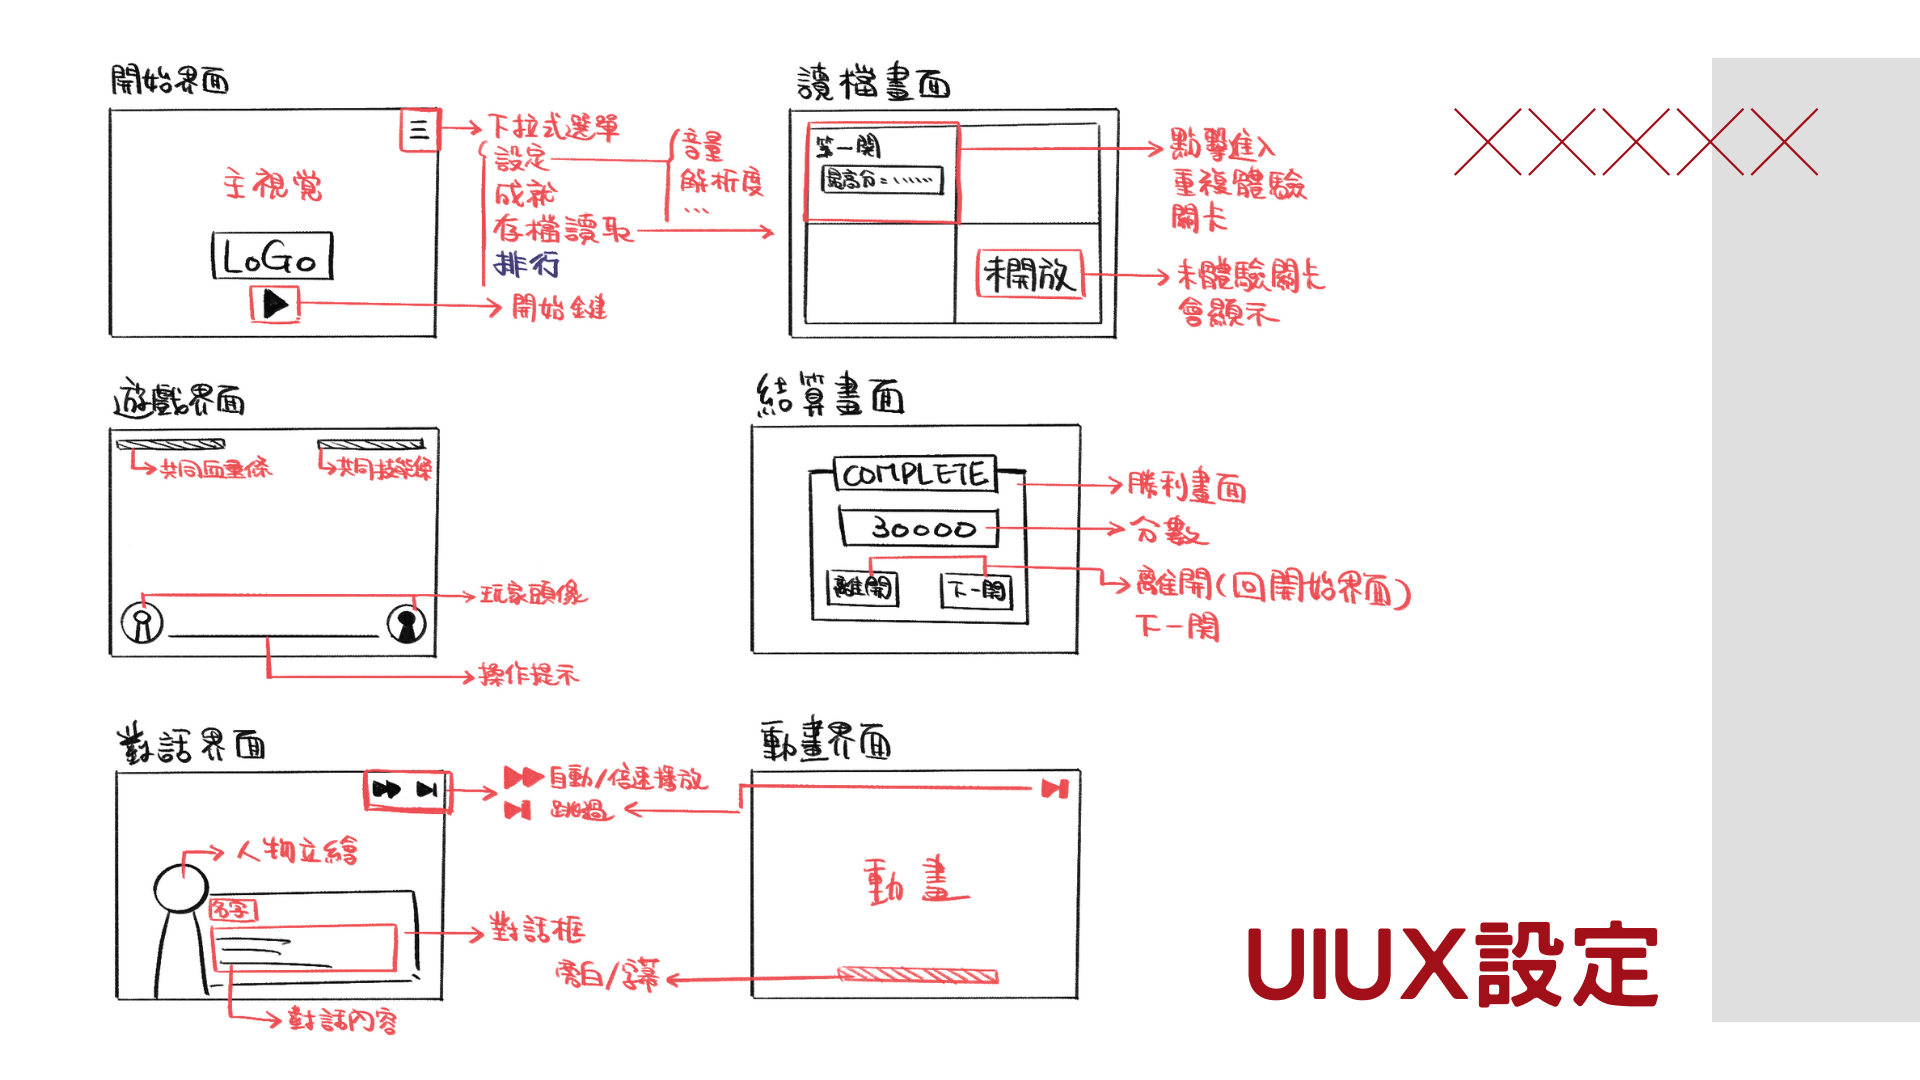 開始界面
三
主視覺
LoGo
下拉式選單
設定
成就
存檔讀取
排行
音量
解析度
...
開始鍵
讀檔畫面
第一關
最高分=......
未開放
點擊進入
重複體驗
關卡
未體驗關卡
會顯示
遊戲界面
共同血量條
共同技能條
玩家頭像
操作提示
結算畫面
COMPLETE
30000
離開
下一關
勝利畫面
分數
離開(回開始界面)
下一關
對話界面
自動/倍速播放
跳過
人物立繪
名字
對話框
對話內容
動畫界面
動畫
旁白/字幕
UIUX設定